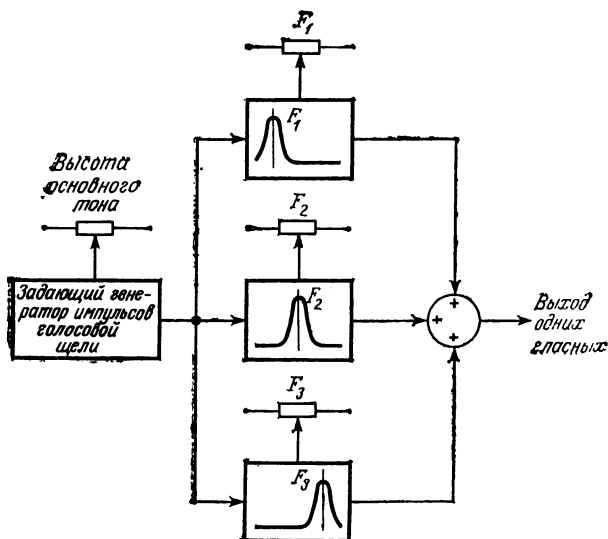 F₁
F₁
Высота
основного
тона
F₂
Задающий гене-
ратор импульсов
голосовой
щели
F₂
+
+
+
Выход
одних
гласных
F₃
F₃